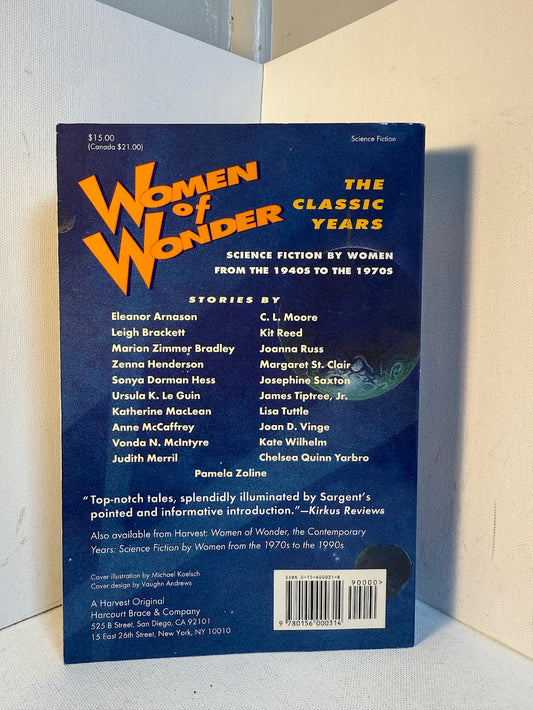 $15.00
(Canada $21.00)
Science Fiction
WOMEN
of
WONDER
THE
CLASSIC
YEARS
SCIENCE FICTION BY WOMEN
FROM THE 1940S TO THE 1970S
STORIES BY
Eleanor Arnason
Leigh Brackett
Marion Zimmer Bradley
Zenna Henderson
Sonya Dorman Hess
Ursula K. Le Guin
Katherine MacLean
Anne McCaffrey
Vonda N. McIntyre
Judith Merril
C. L. Moore
Kit Reed
Joanna Russ
Margaret St. Clair
Josephine Saxton
James Tiptree, Jr.
Lisa Tuttle
Joan D. Vinge
Kate Wilhelm
Chelsea Quinn Yarbro
Pamela Zoline
“Top-notch tales, splendidly illuminated by Sargent’s
pointed and informative introduction.”—Kirkus Reviews
Also available from Harvest: Women of Wonder, the Contemporary
Years: Science Fiction by Women from the 1970s to the 1990s
Cover illustration by Michael Koelsch
Cover design by Vaughn Andrews
A Harvest Original
Harcourt Brace & Company
525 B Street, San Diego, CA 92101
15 East 26th Street, New York, NY 10010
ISBN 0-15-600031-8
90000>
9 780156 000314